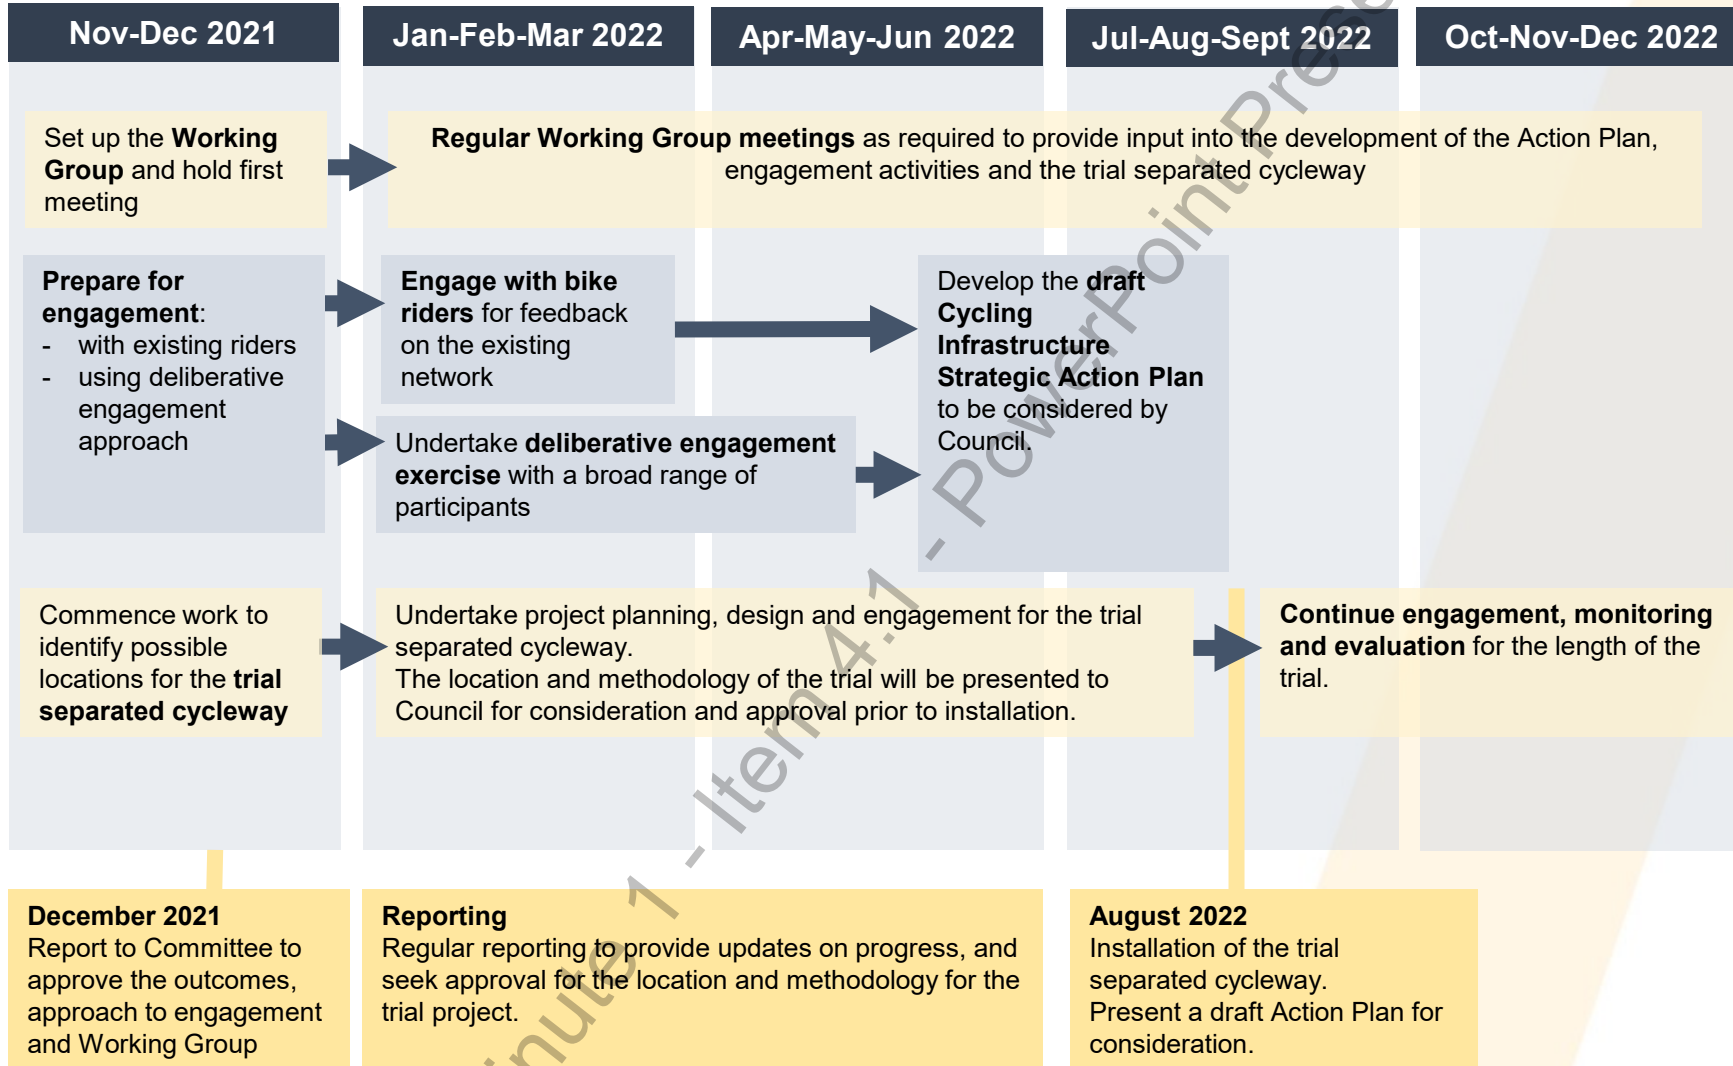 Nov-Dec 2021
Jan-Feb-Mar 2022
Apr-May-Jun 2022
Jul-Aug-Sept 2022
Oct-Nov-Dec 2022
Set up the Working
Group and hold first
meeting
Regular Working Group meetings as required to provide input into the development of the Action Plan,
engagement activities and the trial separated cycleway
Prepare for
engagement:
- with existing riders
- using deliberative
engagement
approach
Engage with bike
riders for feedback
on the existing
network
Undertake deliberative engagement
exercise with a broad range of
participants
Develop the draft
Cycling
Infrastructure
Strategic Action Plan
to be considered by
Council.
Commence work to
identify possible
locations for the trial
separated cycleway
Undertake project planning, design and engagement for the trial
separated cycleway.
The location and methodology of the trial will be presented to
Council for consideration and approval prior to installation.
Continue engagement, monitoring
and evaluation for the length of the
trial.
December 2021
Report to Committee to
approve the outcomes,
approach to engagement
and Working Group
Reporting
Regular reporting to provide updates on progress, and
seek approval for the location and methodology for the
trial project.
August 2022
Installation of the trial
separated cycleway.
Present a draft Action Plan for
consideration.
1 - Item 4.1 - PowerPoint